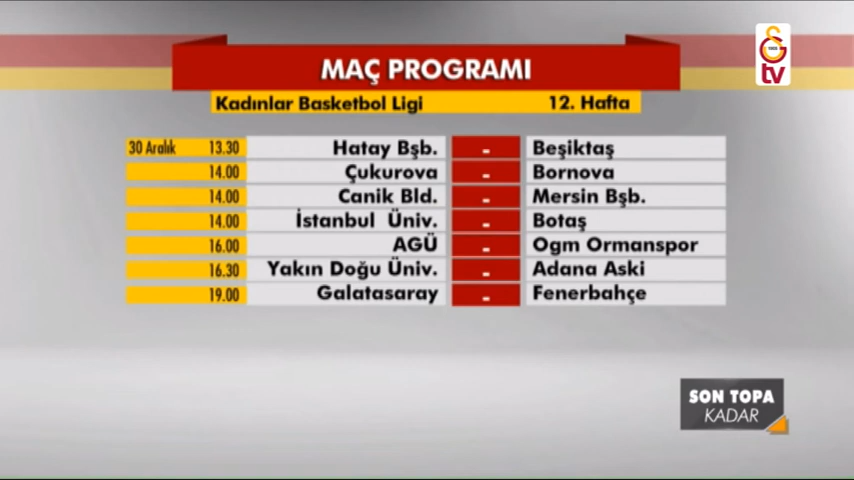 1905
tv
MAÇ PROGRAMI
Kadınlar Basketbol Ligi 12. Hafta
30 Aralık 13.30 Hatay Bşb. - Beşiktaş
14.00 Çukurova - Bornova
14.00 Canik Bld. - Mersin Bşb.
14.00 İstanbul Üniv. - Botaş
16.00 AGÜ - Ogm Ormanspor
16.30 Yakın Doğu Üniv. - Adana Aski
19.00 Galatasaray - Fenerbahçe
SON TOPA
KADAR